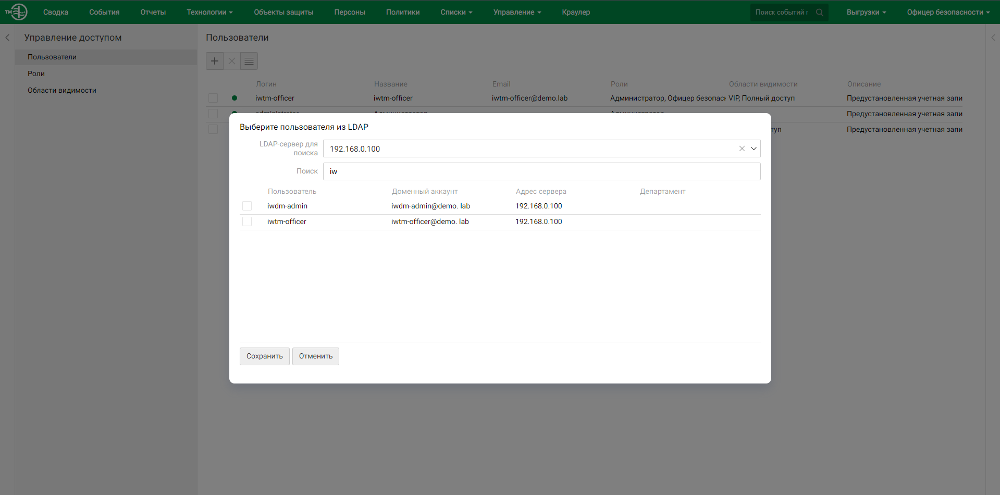 тм Сводка События Отчеты Технологии Объекты защиты Персоны Политики Списки Управление Краулер Поиск событий г Выгрузки Офицер безопасности
Управление доступом
Пользователи
Роли
Области видимости
Пользователи
Логин Название Email Роли Области видимости Описание
iwtm-officer iwtm-officer iwtm-officer@demo.lab Администратор, Офицер безопасн VIP, Полный доступ Предустановленная учетная запи
administrator Администратор Администратор Предустановленная учетная запи
туп Предустановленная учетная запи
Выберите пользователя из LDAP
LDAP-сервер для поиска 192.168.0.100
Поиск iw
Пользователь Доменный аккаунт Адрес сервера Департамент
iwdm-admin iwdm-admin@demo. lab 192.168.0.100
iwtm-officer iwtm-officer@demo. lab 192.168.0.100
Сохранить Отменить